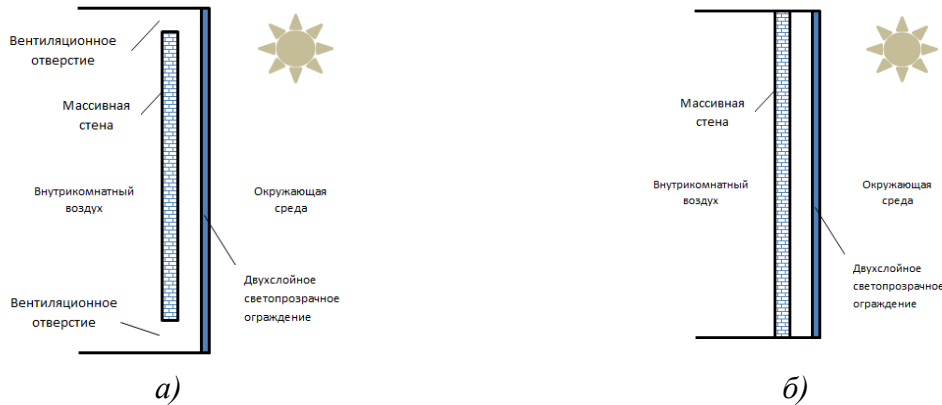 Вентиляционное
отверстие
Массивная
стена
Внутрикомнатный
воздух
Окружающая
среда
Двухслойное
светопрозрачное
ограждение
Вентиляционное
отверстие
а)
Массивная
стена
Внутрикомнатный
воздух
Окружающая
среда
Двухслойное
светопрозрачное
ограждение
б)